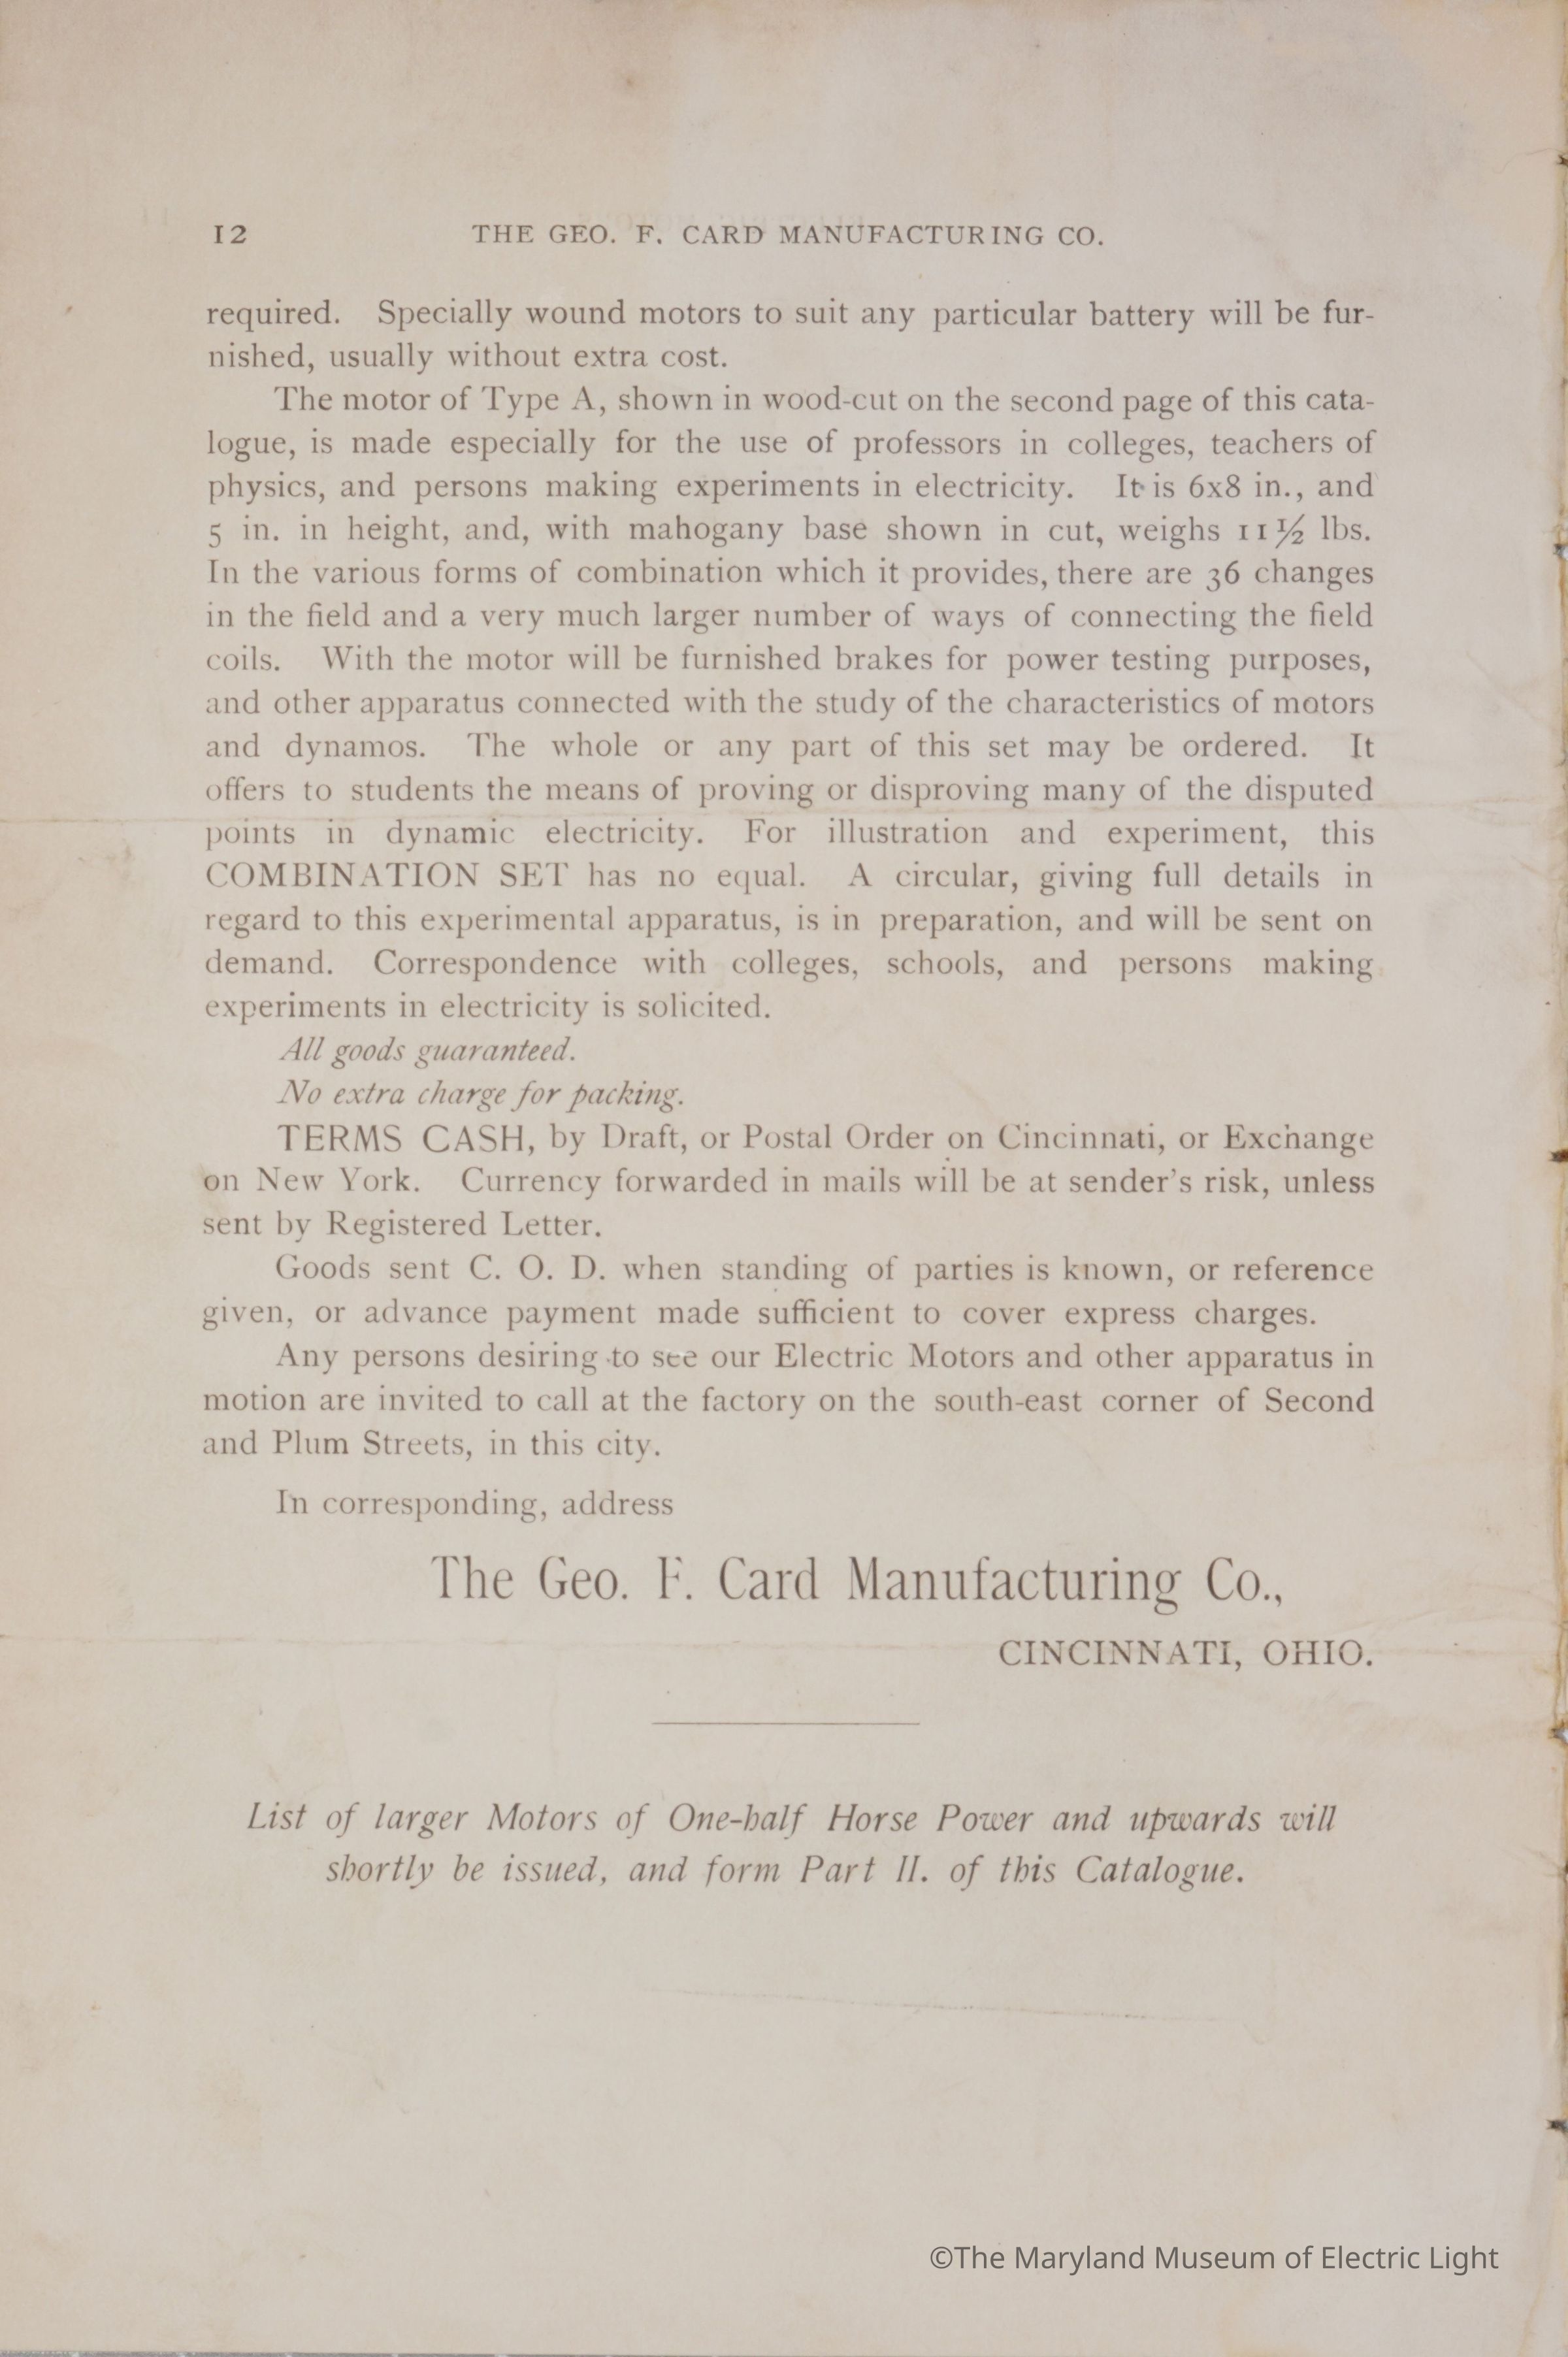 12 THE GEO. F. CARD MANUFACTURING CO.
required. Specially wound motors to suit any particular battery will be fur-
nished, usually without extra cost.
The motor of Type A, shown in wood-cut on the second page of this cata-
logue, is made especially for the use of professors in colleges, teachers of
physics, and persons making experiments in electricity. It is 6x8 in., and
5 in. in height, and, with mahogany base shown in cut, weighs 11½ lbs.
In the various forms of combination which it provides, there are 36 changes
in the field and a very much larger number of ways of connecting the field
coils. With the motor will be furnished brakes for power testing purposes,
and other apparatus connected with the study of the characteristics of motors
and dynamos. The whole or any part of this set may be ordered. It
offers to students the means of proving or disproving many of the disputed
points in dynamic electricity. For illustration and experiment, this
COMBINATION SET has no equal. A circular, giving full details in
regard to this experimental apparatus, is in preparation, and will be sent on
demand. Correspondence with colleges, schools, and persons making
experiments in electricity is solicited.
All goods guaranteed.
No extra charge for packing.
TERMS CASH, by Draft, or Postal Order on Cincinnati, or Exchange
on New York. Currency forwarded in mails will be at sender's risk, unless
sent by Registered Letter.
Goods sent C. O. D. when standing of parties is known, or reference
given, or advance payment made sufficient to cover express charges.
Any persons desiring to see our Electric Motors and other apparatus in
motion are invited to call at the factory on the south-east corner of Second
and Plum Streets, in this city.
In corresponding, address
The Geo. F. Card Manufacturing Co.,
CINCINNATI, OHIO.
List of larger Motors of One-half Horse Power and upwards will
shortly be issued, and form Part II. of this Catalogue.
©The Maryland Museum of Electric Light